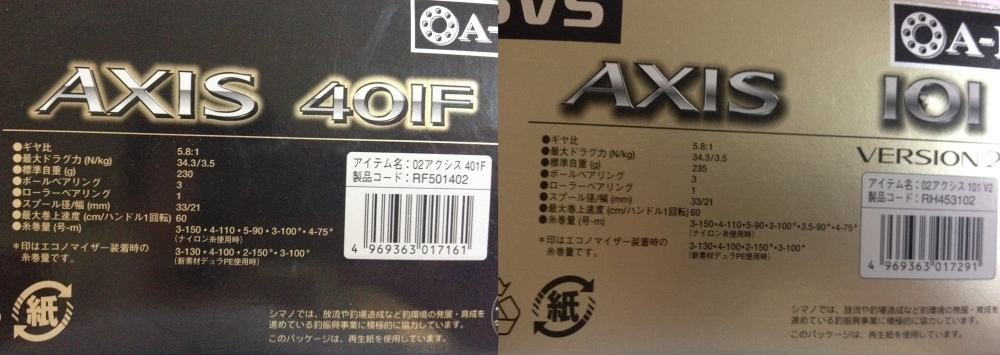 A-
AXIS 401F
●ギヤ比 5.8:1
●最大ドラグ力 (N/kg) 34.3/3.5
●標準自重 (g) 230
●ボールベアリング 3
●ローラーベアリング 1
●スプール径/幅 (mm) 33/21
●最大巻上速度 (cm/ハンドル1回転) 60
●糸巻量 (号-m) 3-150・4-110・5-90・3-100*・4-75*
(ナイロン糸使用時)
*印はエコノマイザー装着時の 3-130・4-100・2-150*・3-100*
糸巻量です。 (新素材デュラPE使用時)
アイテム名:02アクシス 401F
製品コード:RF501402
4 969363 017161
紙
シマノでは、放流や釣場造成など釣環境の発展・育成を
進めている釣振興事業に積極的に協力しています。
このパッケージは、再生紙を使用しています。
SVS
A-
AXIS 101
VERSION
●ギヤ比 5.8:1
●最大ドラグ力 (N/kg) 34.3/3.5
●標準自重 (g) 235
●ボールベアリング 3
●ローラーベアリング 1
●スプール径/幅 (mm) 33/21
●最大巻上速度 (cm/ハンドル1回転) 60
●糸巻量 (号-m) 3-150・4-110・5-90・3-100*・3.5-90*・4-75*
(ナイロン糸使用時)
*印はエコノマイザー装着時の 3-130・4-100・2-150*・3-100*
糸巻量です。 (新素材デュラPE使用時)
アイテム名:02アクシス 101 V2
製品コード:RH453102
4 969363 017291
紙
シマノでは、放流や釣場造成など釣環境の発展・育成を
進めている釣振興事業に積極的に協力しています。
このパッケージは、再生紙を使用しています。